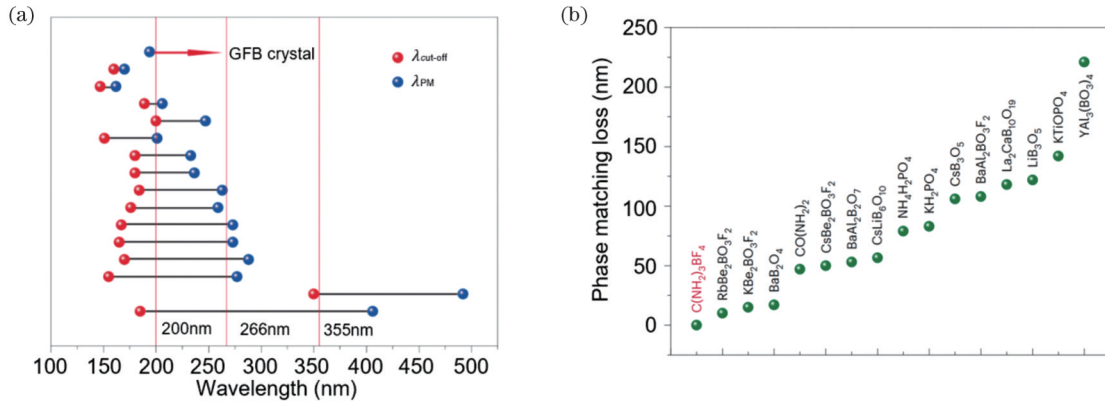 (a)
GFB crystal
λcut-off
λPM
200nm
266nm
355nm
100
150
200
250
300
350
400
450
500
Wavelength (nm)
(b)
Phase matching loss (nm)
250
200
150
100
50
0
C(NH₂)₃BF₄
RbBe₂BO₃F₂
KBe₂BO₃F₂
BaB₂O₄
CO(NH₂)₂
CsBe₂BO₃F₂
BaAl₂B₂O₇
CsLiB₆O₁₀
NH₄H₂PO₄
KH₂PO₄
CsB₃O₅
BaAl₂BO₃F₂
La₂CaB₁₀O₁₉
LiB₃O₅
KTiOPO₄
YAl₃(BO₃)₄